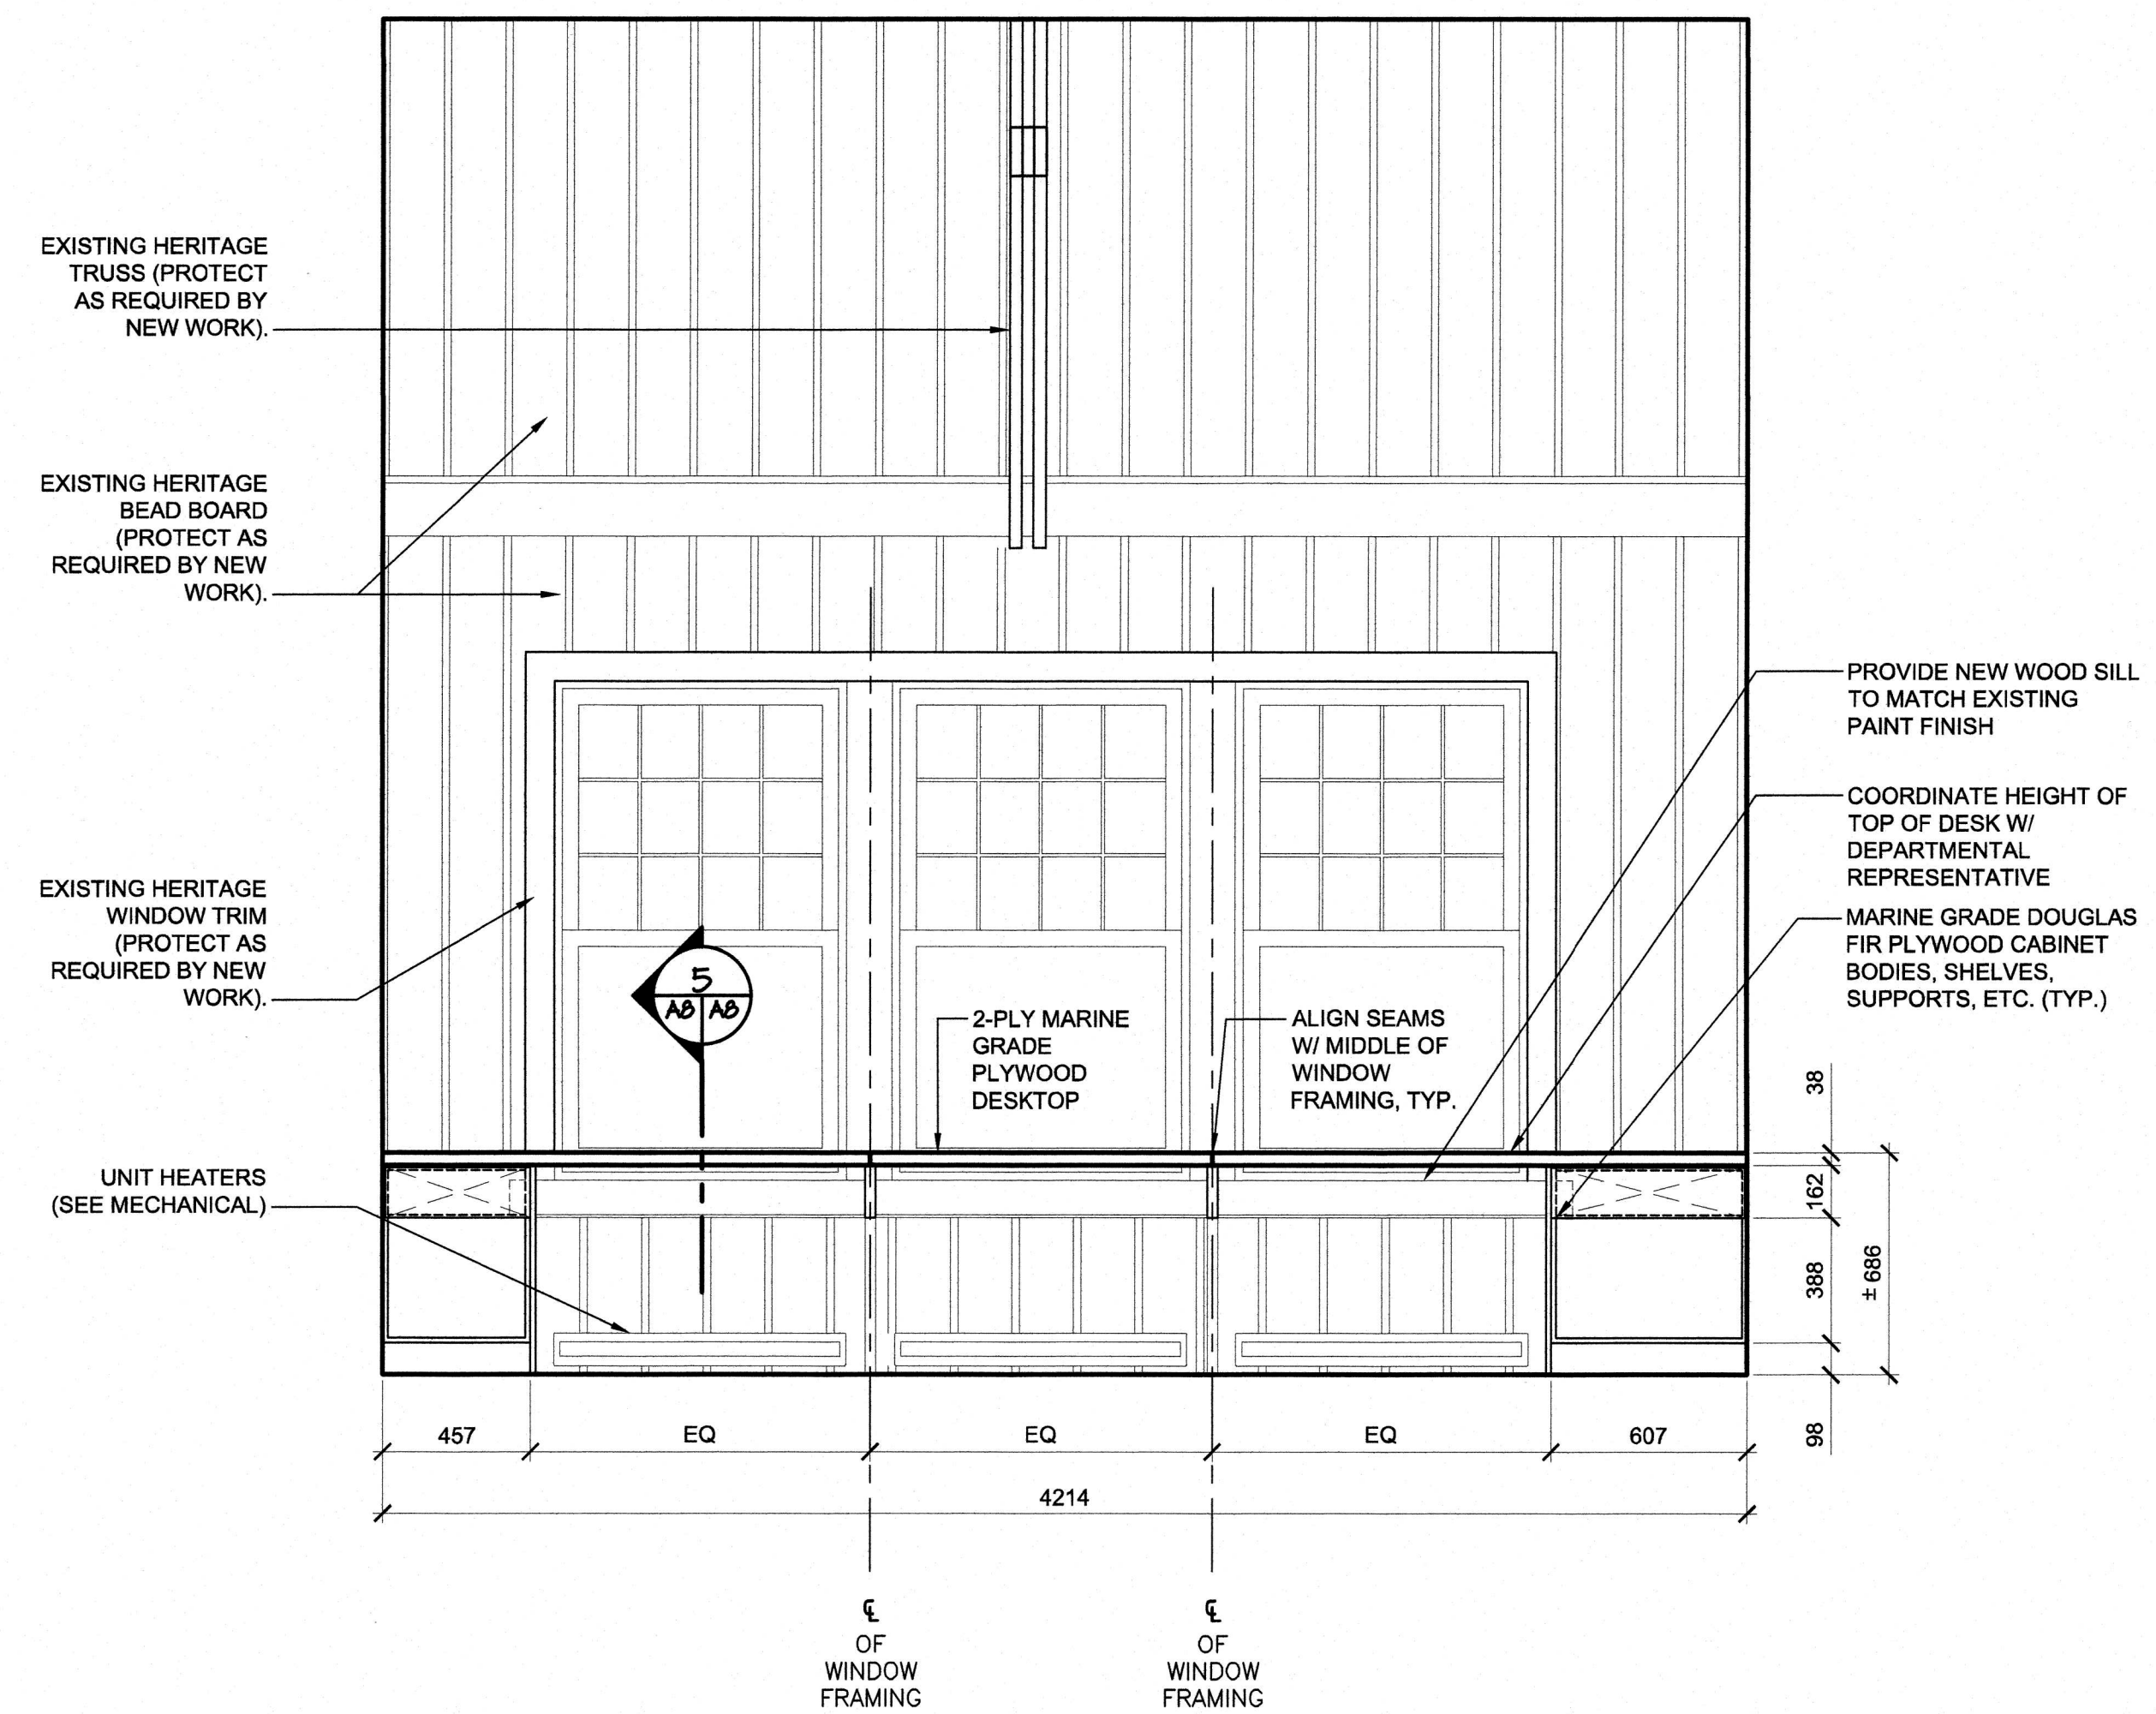 EXISTING HERITAGE
TRUSS (PROTECT
AS REQUIRED BY
NEW WORK).
EXISTING HERITAGE
BEAD BOARD
(PROTECT AS
REQUIRED BY NEW
WORK).
EXISTING HERITAGE
WINDOW TRIM
(PROTECT AS
REQUIRED BY NEW
WORK).
UNIT HEATERS
(SEE MECHANICAL)
5
A8 A8
2-PLY MARINE
GRADE
PLYWOOD
DESKTOP
ALIGN SEAMS
W/ MIDDLE OF
WINDOW
FRAMING, TYP.
PROVIDE NEW WOOD SILL
TO MATCH EXISTING
PAINT FINISH
COORDINATE HEIGHT OF
TOP OF DESK W/
DEPARTMENTAL
REPRESENTATIVE
MARINE GRADE DOUGLAS
FIR PLYWOOD CABINET
BODIES, SHELVES,
SUPPORTS, ETC. (TYP.)
38
162
388
± 686
98
457
EQ
EQ
EQ
607
4214
℄
OF
WINDOW
FRAMING
℄
OF
WINDOW
FRAMING